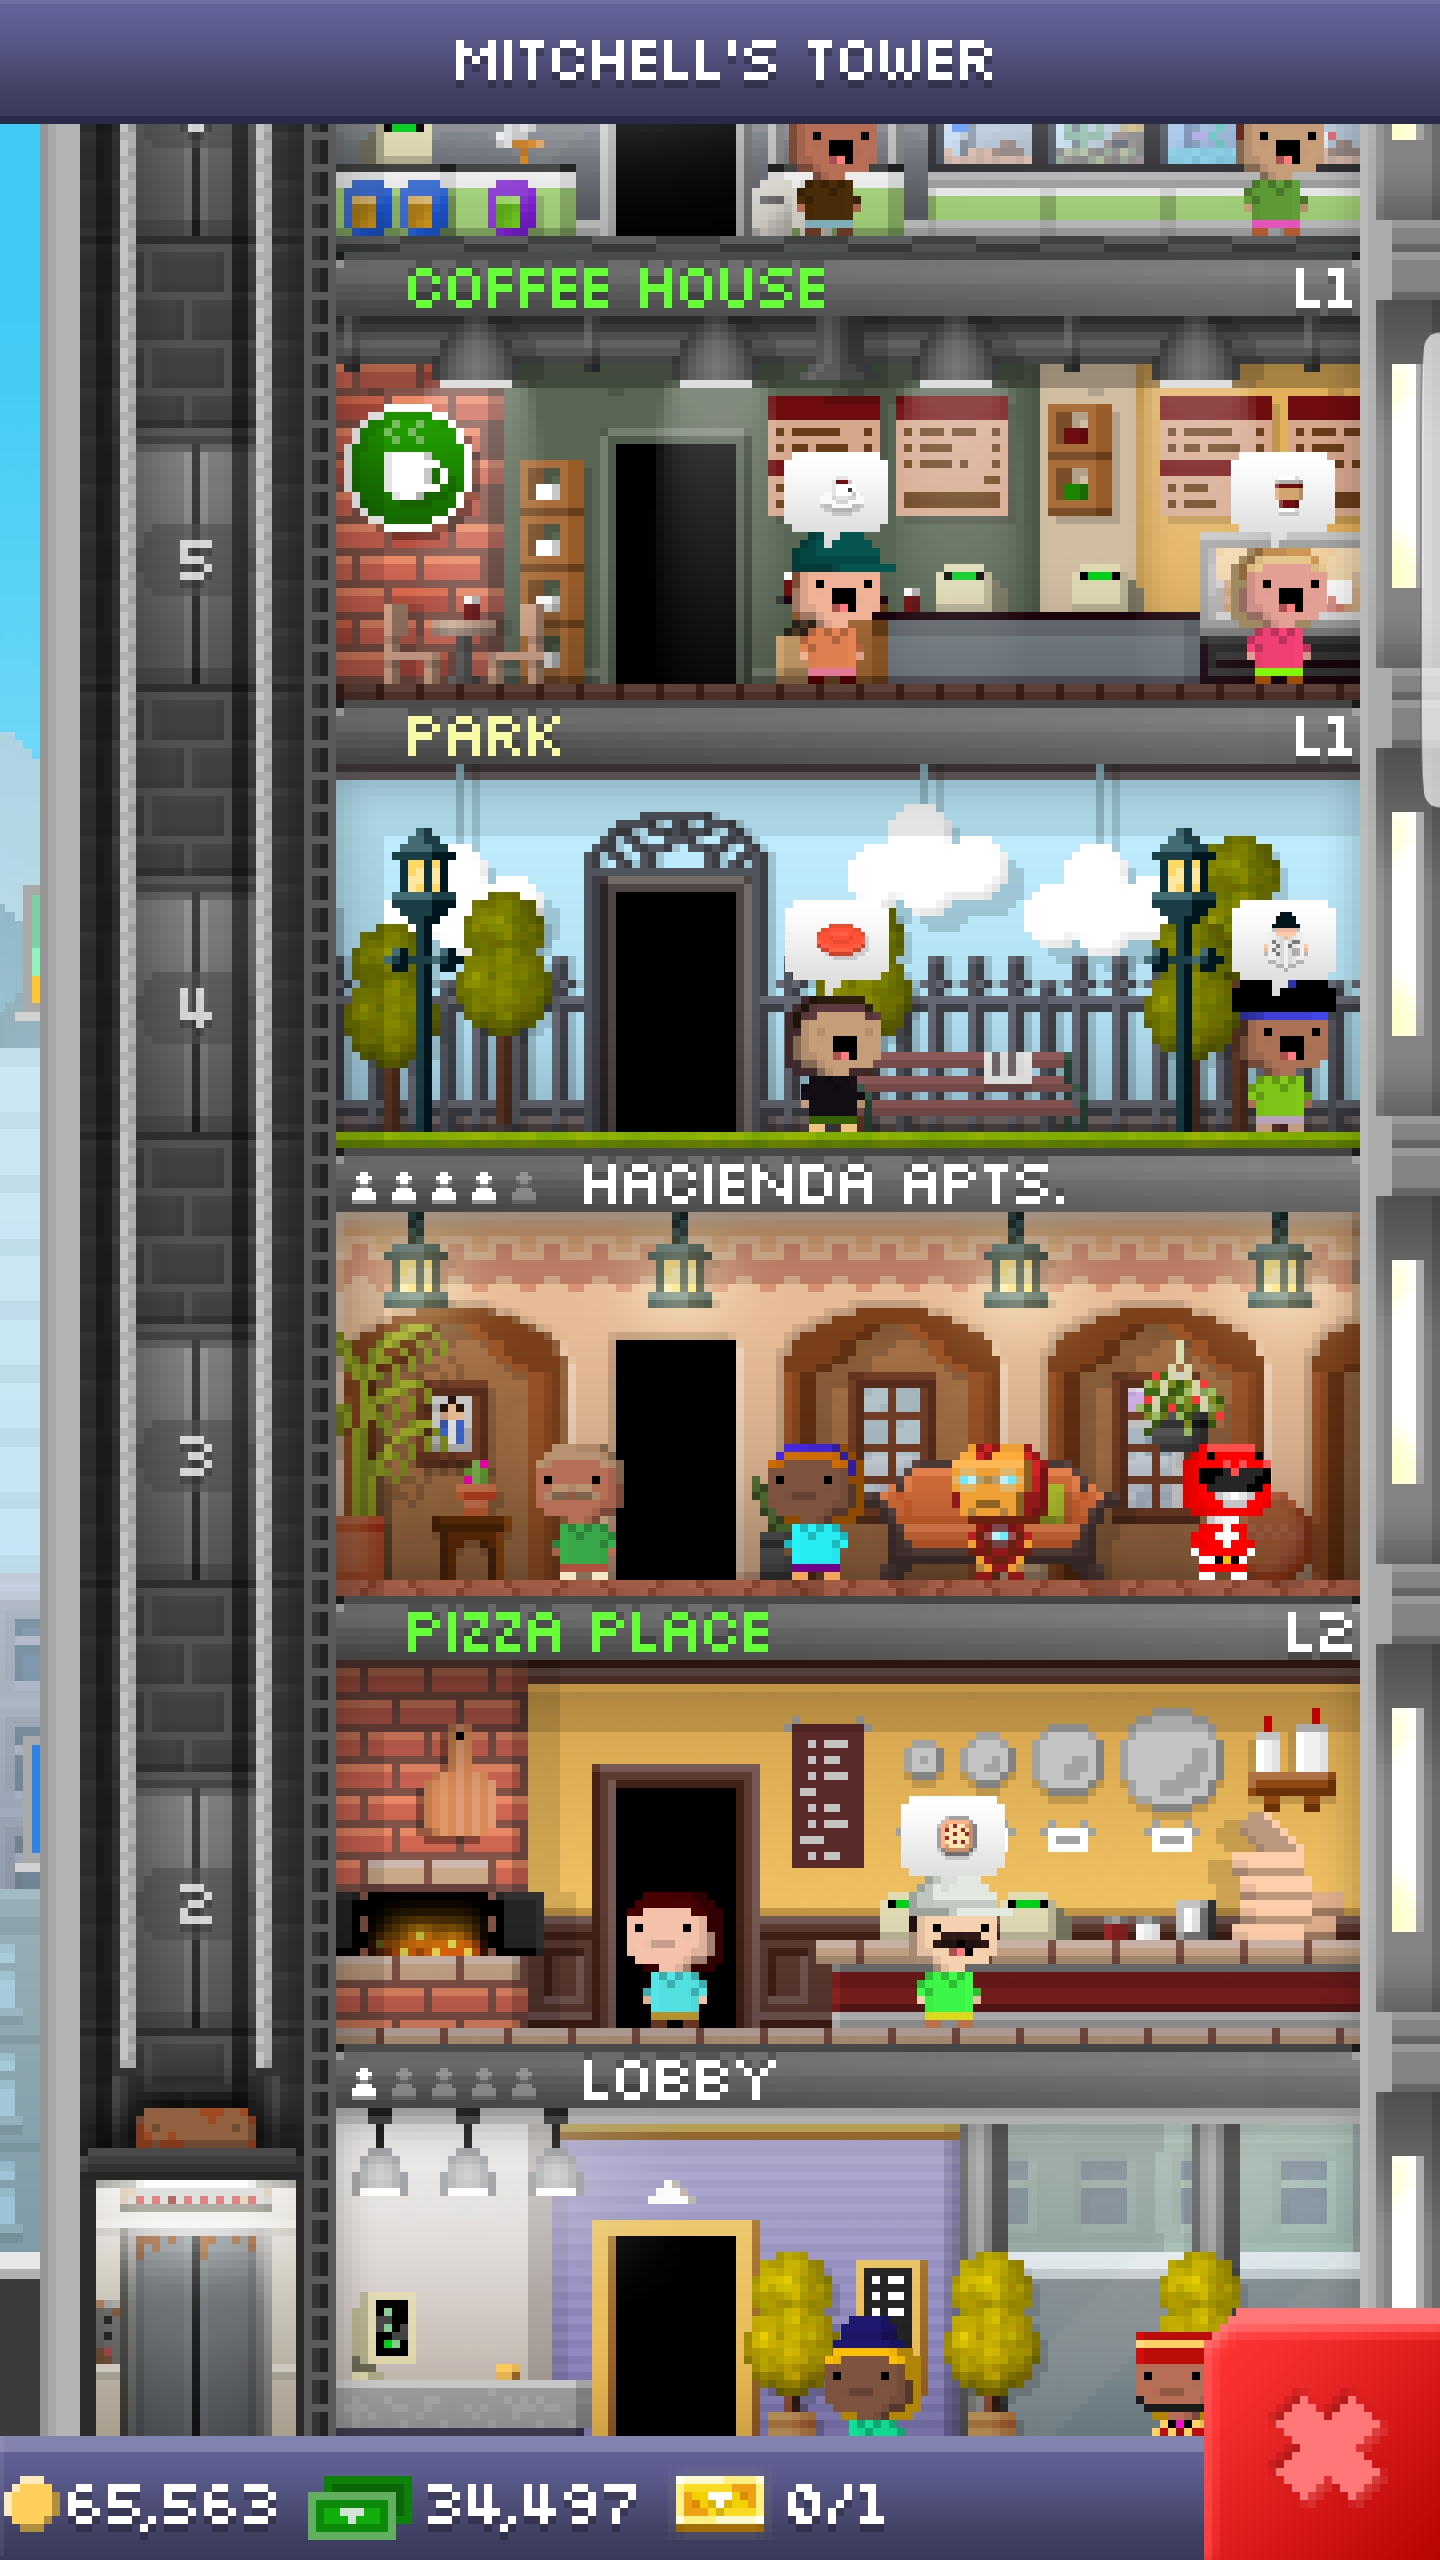 MITCHELL'S TOWER
COFFEE HOUSE L1
5
PARK L1
4
HACIENDA APTS.
3
PIZZA PLACE L2
2
LOBBY
65,563 34,497 0/1